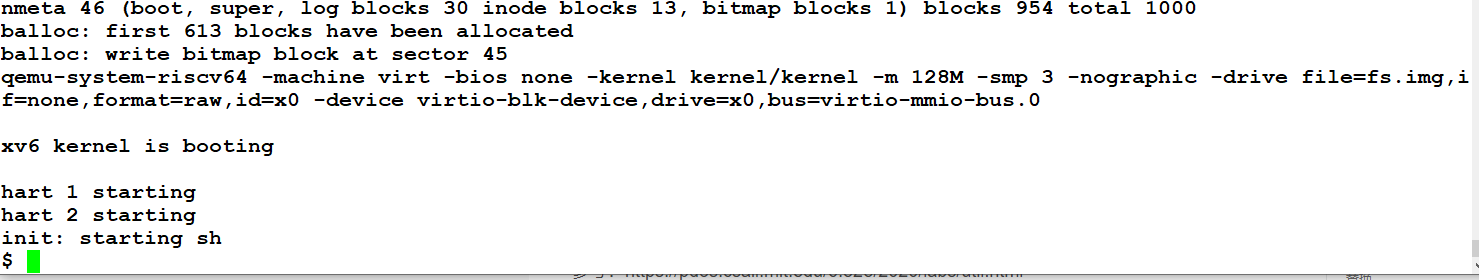 nmeta 46 (boot, super, log blocks 30 inode blocks 13, bitmap blocks 1) blocks 954 total 1000
balloc: first 613 blocks have been allocated
balloc: write bitmap block at sector 45
qemu-system-riscv64 -machine virt -bios none -kernel kernel/kernel -m 128M -smp 3 -nographic -drive file=fs.img,i
f=none,format=raw,id=x0 -device virtio-blk-device,drive=x0,bus=virtio-mmio-bus.0
xv6 kernel is booting
hart 1 starting
hart 2 starting
init: starting sh
$